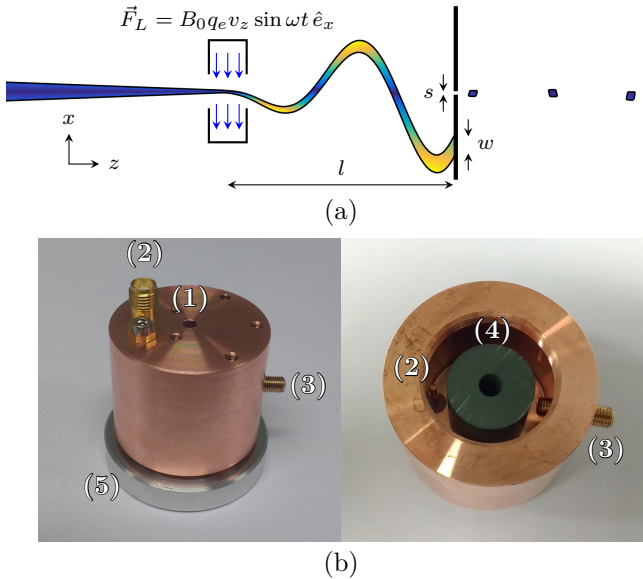 \vec{F}_L = B_0 q_e v_z \sin \omega t \, \hat{e}_x
s
x
w
z
l
(a)
(2)
(1)
(3)
(5)
(4)
(2)
(3)
(b)